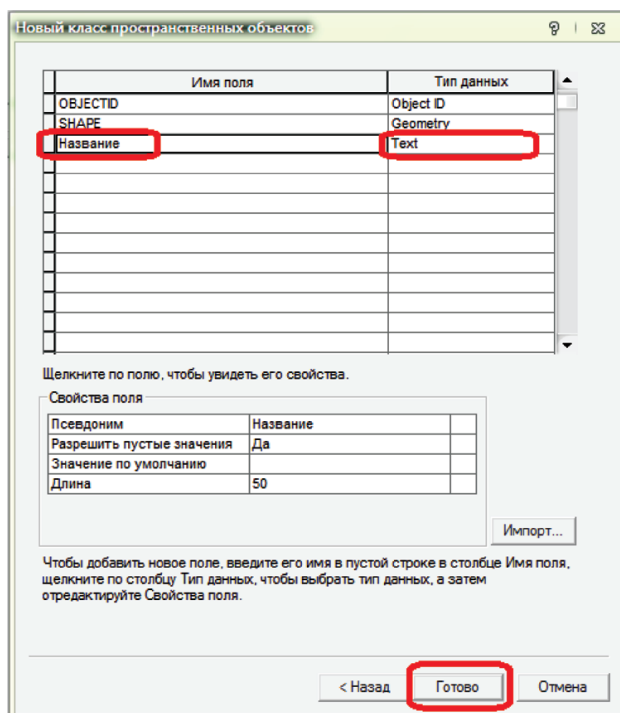 Новый класс пространственных объектов
Имя поля Тип данных
OBJECTID Object ID
SHAPE Geometry
Название Text
Щелкните по полю, чтобы увидеть его свойства.
Свойства поля
Псевдоним Название
Разрешить пустые значения Да
Значение по умолчанию
Длина 50
Импорт...
Чтобы добавить новое поле, введите его имя в пустой строке в столбце Имя поля,
щелкните по столбцу Тип данных, чтобы выбрать тип данных, а затем
отредактируйте Свойства поля.
< Назад Готово Отмена